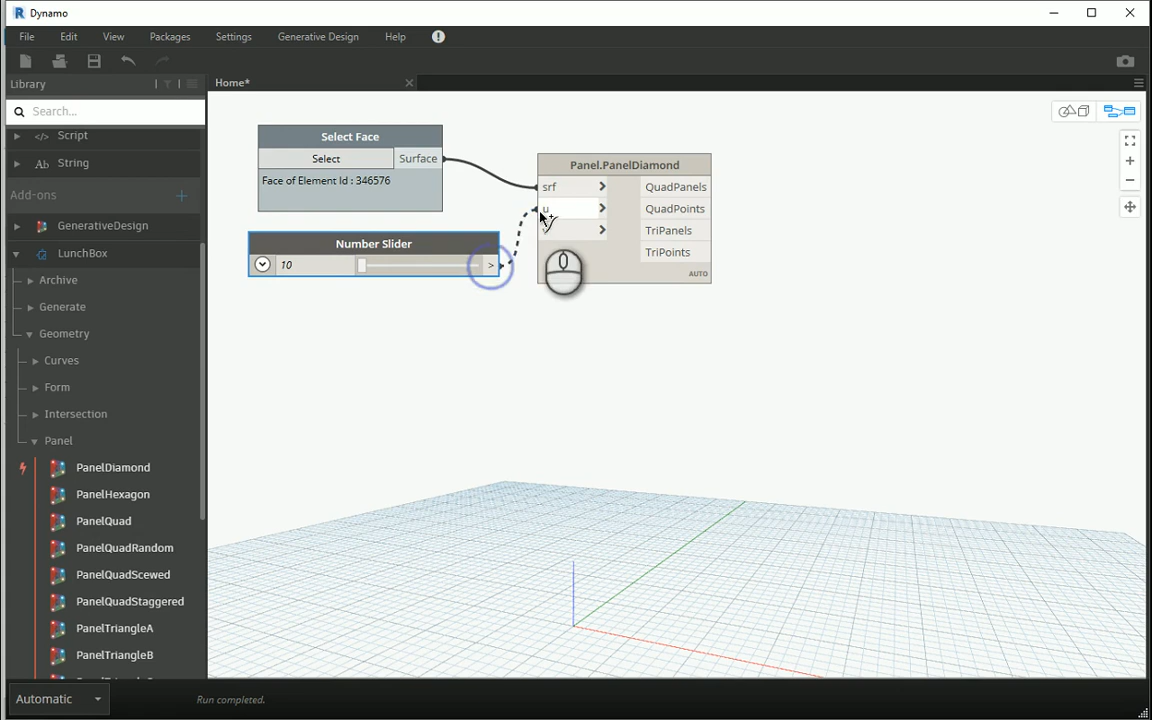 Dynamo
File Edit View Packages Settings Generative Design Help
Library
Home*
Search...
Script
String
Add-ons
GenerativeDesign
LunchBox
Archive
Generate
Geometry
Curves
Form
Intersection
Panel
PanelDiamond
PanelHexagon
PanelQuad
PanelQuadRandom
PanelQuadScewed
PanelQuadStaggered
PanelTriangleA
PanelTriangleB
Select Face
Select Surface
Face of Element Id : 346576
Number Slider
10 >
Panel.PanelDiamond
srf > QuadPanels
u > QuadPoints
> TriPanels
TriPoints
AUTO
Automatic
Run completed.